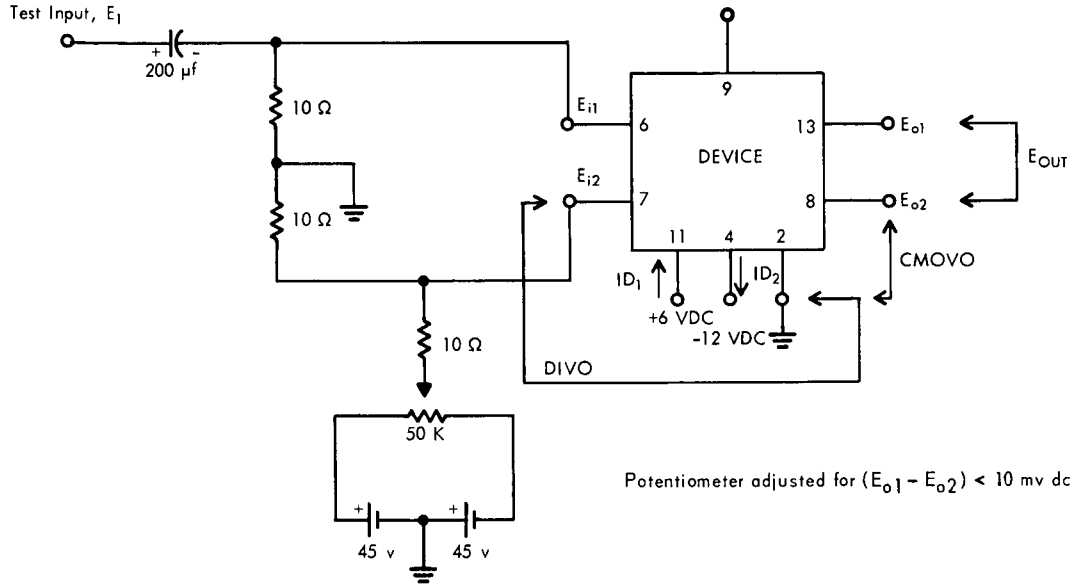 Test Input, E1
+ -
200 µf
10 Ω
10 Ω
Ei1
Ei2
9
6
13
DEVICE
7
8
11
4
2
Eo1
Eo2
EOUT
CMOVO
ID1
ID2
+6 VDC
-12 VDC
10 Ω
DIVO
50 K
+
+
45 v
45 v
Potentiometer adjusted for (Eo1 - Eo2) < 10 mv dc